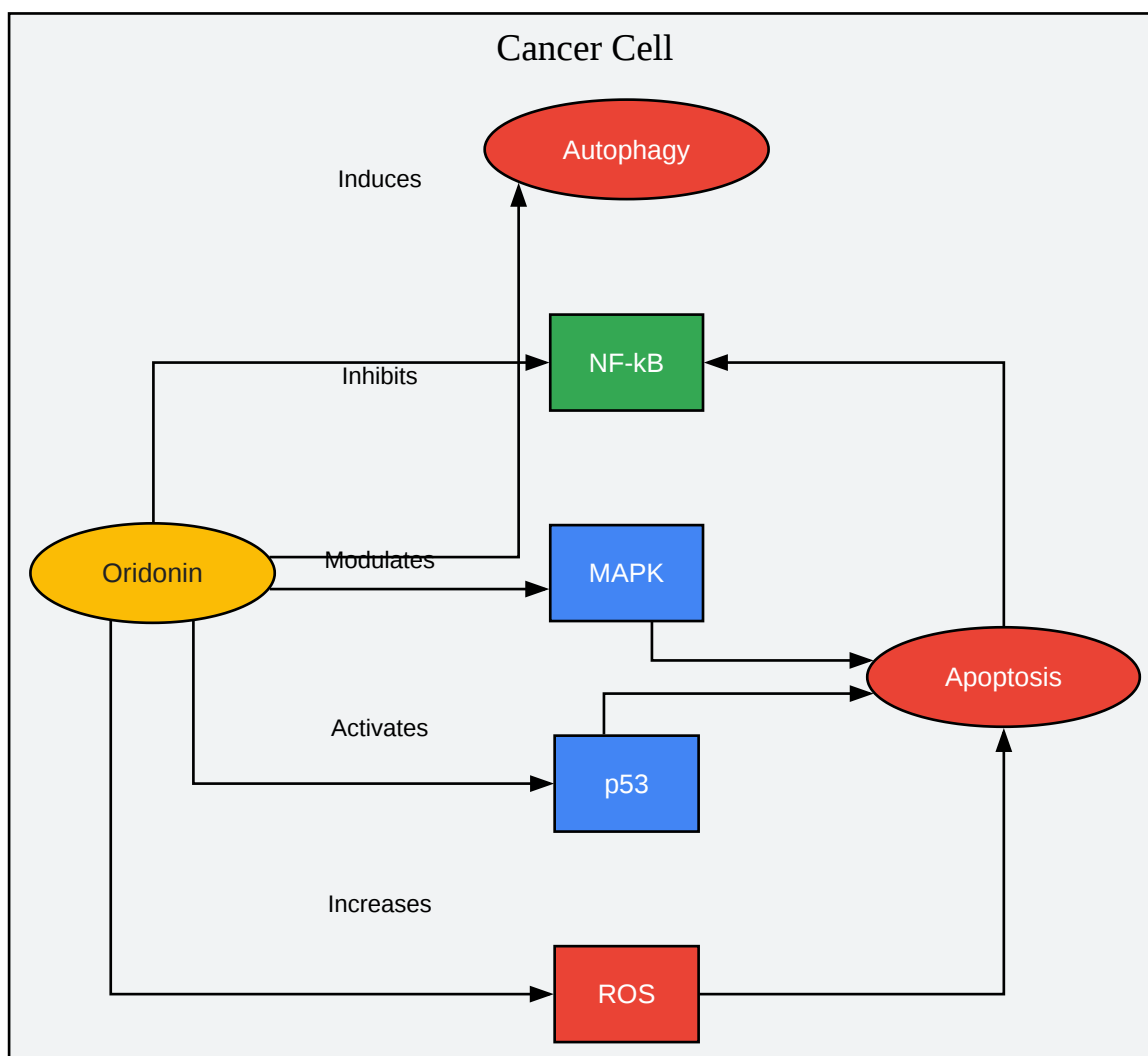 Cancer Cell
Autophagy
Induces
NF-kB
Inhibits
Modulates
MAPK
Oridonin
Apoptosis
Activates
p53
Increases
ROS